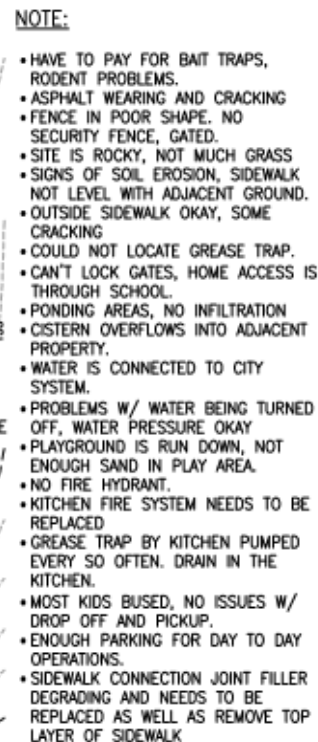 NOTE:
• HAVE TO PAY FOR BAIT TRAPS,
RODENT PROBLEMS.
• ASPHALT WEARING AND CRACKING
• FENCE IN POOR SHAPE. NO
SECURITY FENCE, GATED.
• SITE IS ROCKY, NOT MUCH GRASS
• SIGNS OF SOIL EROSION, SIDEWALK
NOT LEVEL WITH ADJACENT GROUND.
• OUTSIDE SIDEWALK OKAY, SOME
CRACKING
• COULD NOT LOCATE GREASE TRAP.
• CAN'T LOCK GATES, HOME ACCESS IS
THROUGH SCHOOL.
• PONDING AREAS, NO INFILTRATION
• CISTERN OVERFLOWS INTO ADJACENT
PROPERTY.
• WATER IS CONNECTED TO CITY
SYSTEM.
• PROBLEMS W/ WATER BEING TURNED
OFF, WATER PRESSURE OKAY
• PLAYGROUND IS RUN DOWN, NOT
ENOUGH SAND IN PLAY AREA.
• NO FIRE HYDRANT.
• KITCHEN FIRE SYSTEM NEEDS TO BE
REPLACED
• GREASE TRAP BY KITCHEN PUMPED
EVERY SO OFTEN. DRAIN IN THE
KITCHEN.
• MOST KIDS BUSED, NO ISSUES W/
DROP OFF AND PICKUP.
• ENOUGH PARKING FOR DAY TO DAY
OPERATIONS.
• SIDEWALK CONNECTION JOINT FILLER
DEGRADING AND NEEDS TO BE
REPLACED AS WELL AS REMOVE TOP
LAYER OF SIDEWALK